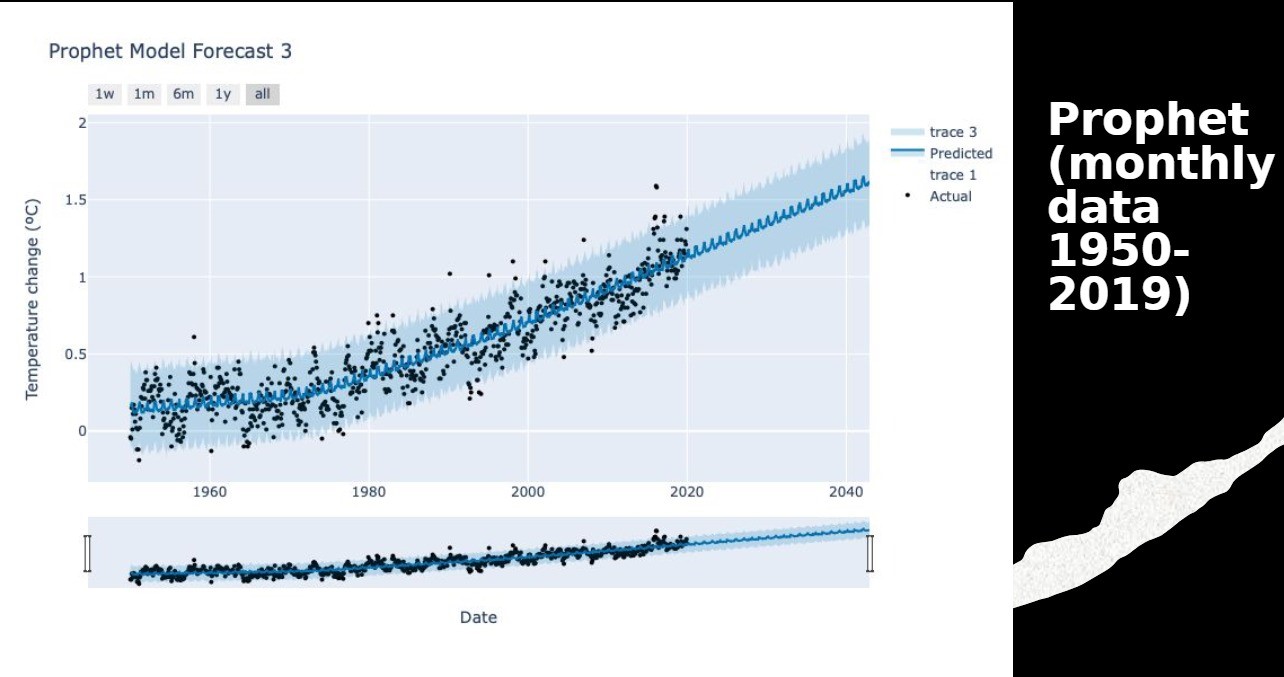 Prophet Model Forecast 3
1w 1m 6m 1y all
2
1.5
1
0.5
0
Temperature change (ºC)
1960 1980 2000 2020 2040
trace 3
Predicted
trace 1
Actual
Date
Prophet
(monthly
data
1950-
2019)